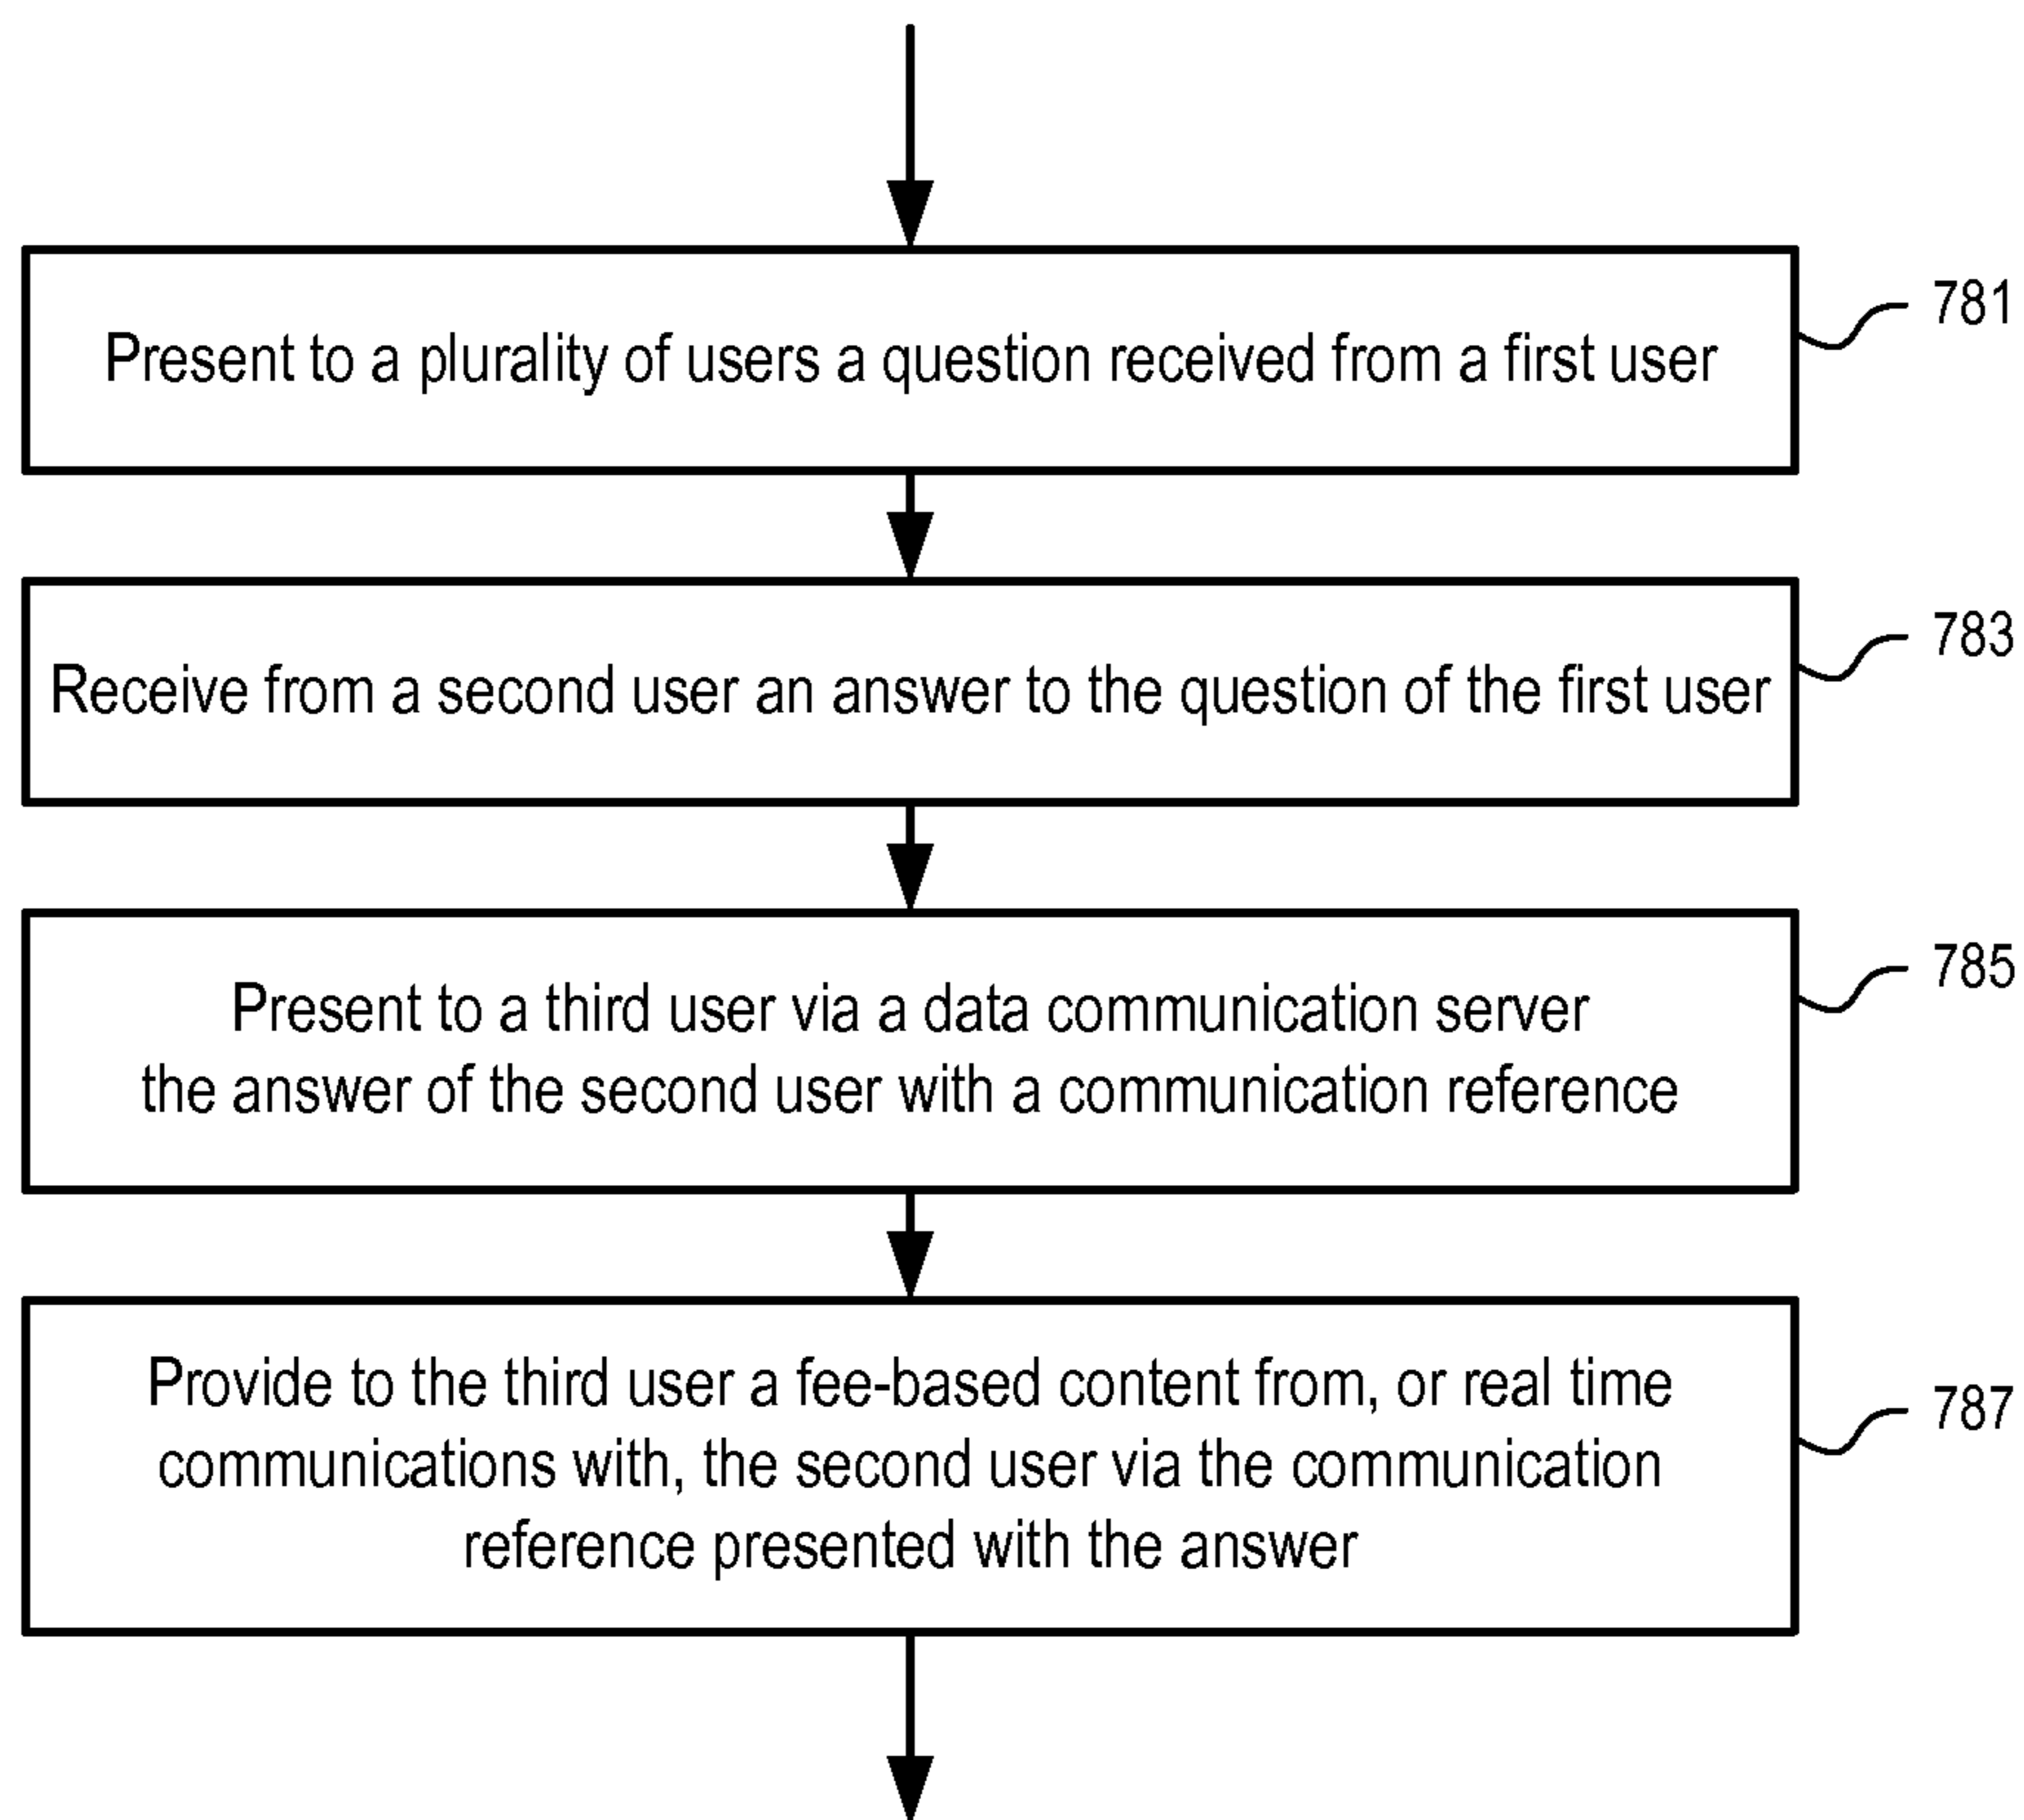 Present to a plurality of users a question received from a first user
781
Receive from a second user an answer to the question of the first user
783
Present to a third user via a data communication server
the answer of the second user with a communication reference
785
Provide to the third user a fee-based content from, or real time
communications with, the second user via the communication
reference presented with the answer
787